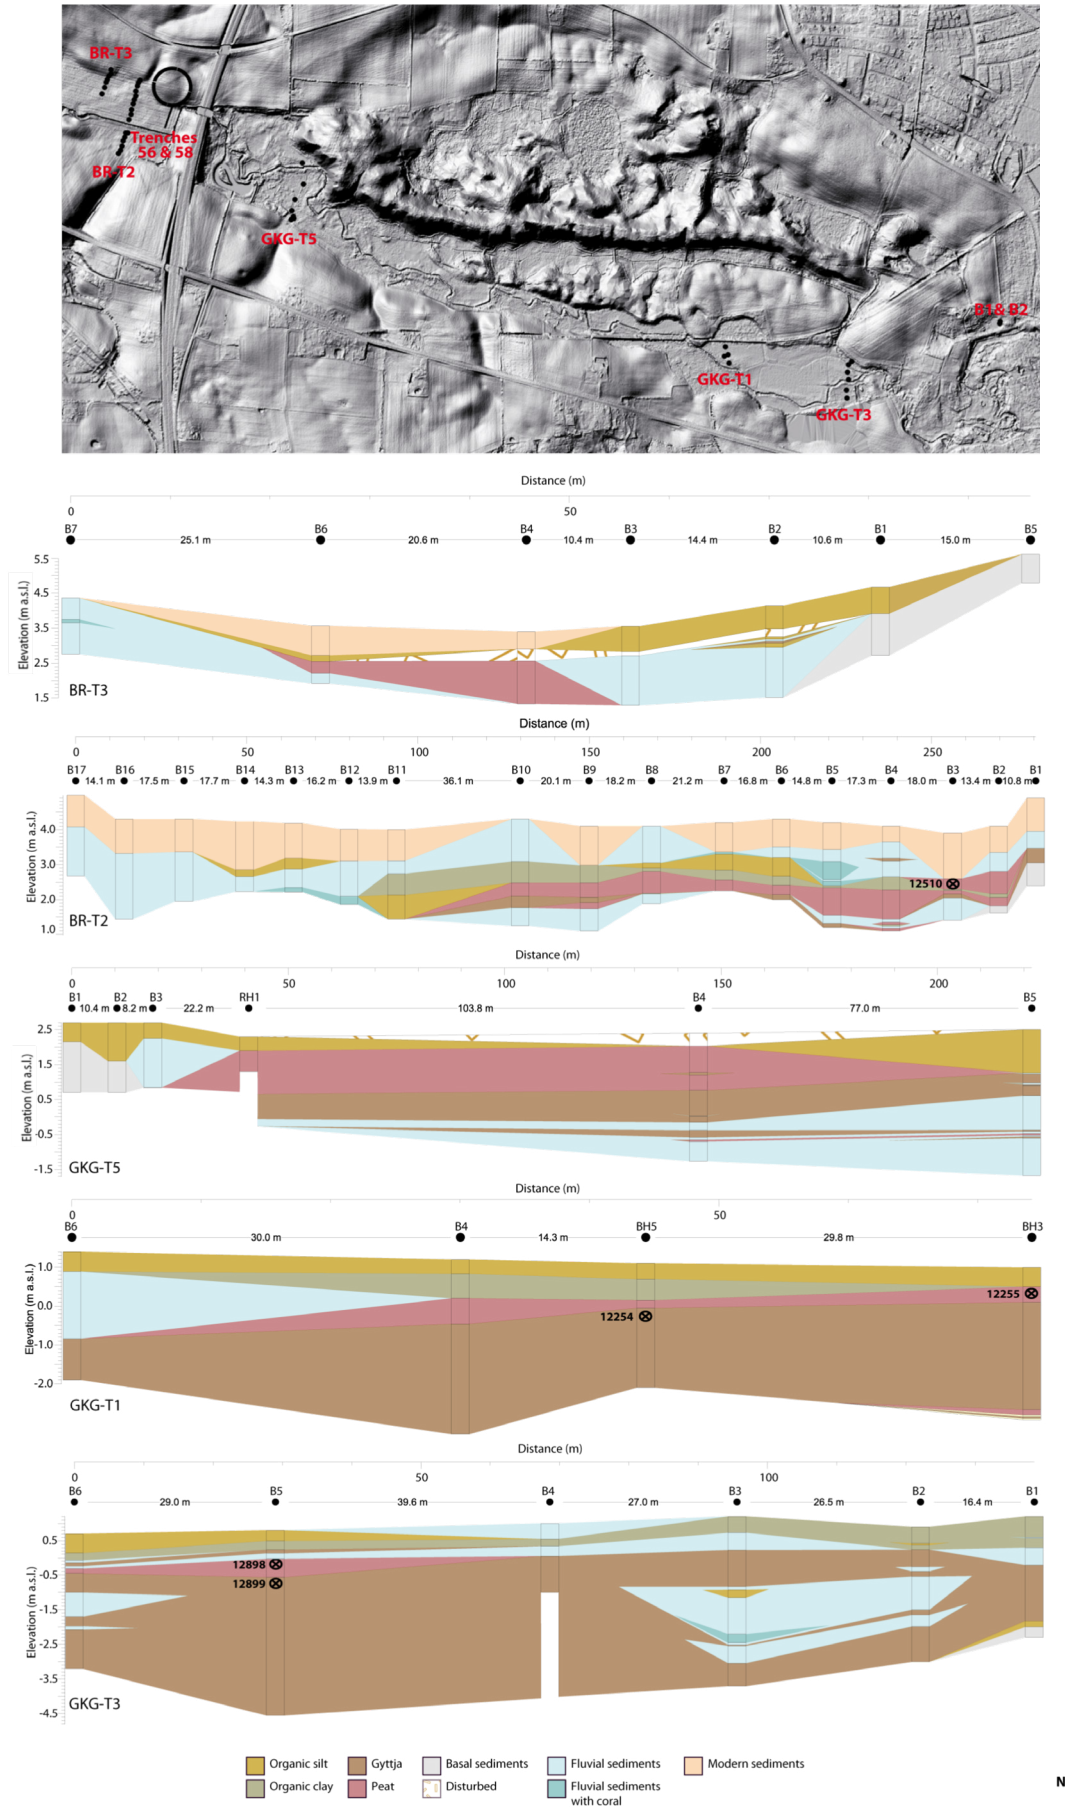 BR-T3
Trenches
56 & 58
BR-T2
GKG-T5
B1& B2
GKG-T1
GKG-T3
Distance (m)
0 50
B7 B6 B4 B3 B2 B1 B5
25.1 m 20.6 m 10.4 m 14.4 m 10.6 m 15.0 m
Elevation (m a.s.l.)
5.5
4.5
3.5
2.5
1.5
BR-T3
Distance (m)
0 50 100 150 200 250
B17 B16 B15 B14 B13 B12 B11 B10 B9 B8 B7 B6 B5 B4 B3 B2 B1
14.1 m 17.5 m 17.7 m 14.3 m 16.2 m 13.9 m 36.1 m 20.1 m 18.2 m 21.2 m 16.8 m 14.8 m 17.3 m 18.0 m 13.4 m 10.8 m
Elevation (m a.s.l.)
4.0
3.0
2.0
1.0
12510
BR-T2
Distance (m)
0 50 100 150 200
B1 B2 B3 RH1 B4 B5
10.4 m 8.2 m 22.2 m 103.8 m 77.0 m
Elevation (m a.s.l.)
2.5
1.5
0.5
-0.5
-1.5
GKG-T5
Distance (m)
0 50
B6 B4 BH5 BH3
30.0 m 14.3 m 29.8 m
Elevation (m a.s.l.)
1.0
0.0
-1.0
-2.0
12254
12255
GKG-T1
Distance (m)
0 50 100
B6 B5 B4 B3 B2 B1
29.0 m 39.6 m 27.0 m 26.5 m 16.4 m
Elevation (m a.s.l.)
0.5
-0.5
-1.5
-2.5
-3.5
-4.5
12898
12899
GKG-T3
Organic silt Gyttja Basal sediments Fluvial sediments Modern sediments
Organic clay Peat Disturbed Fluvial sediments
with coral
N